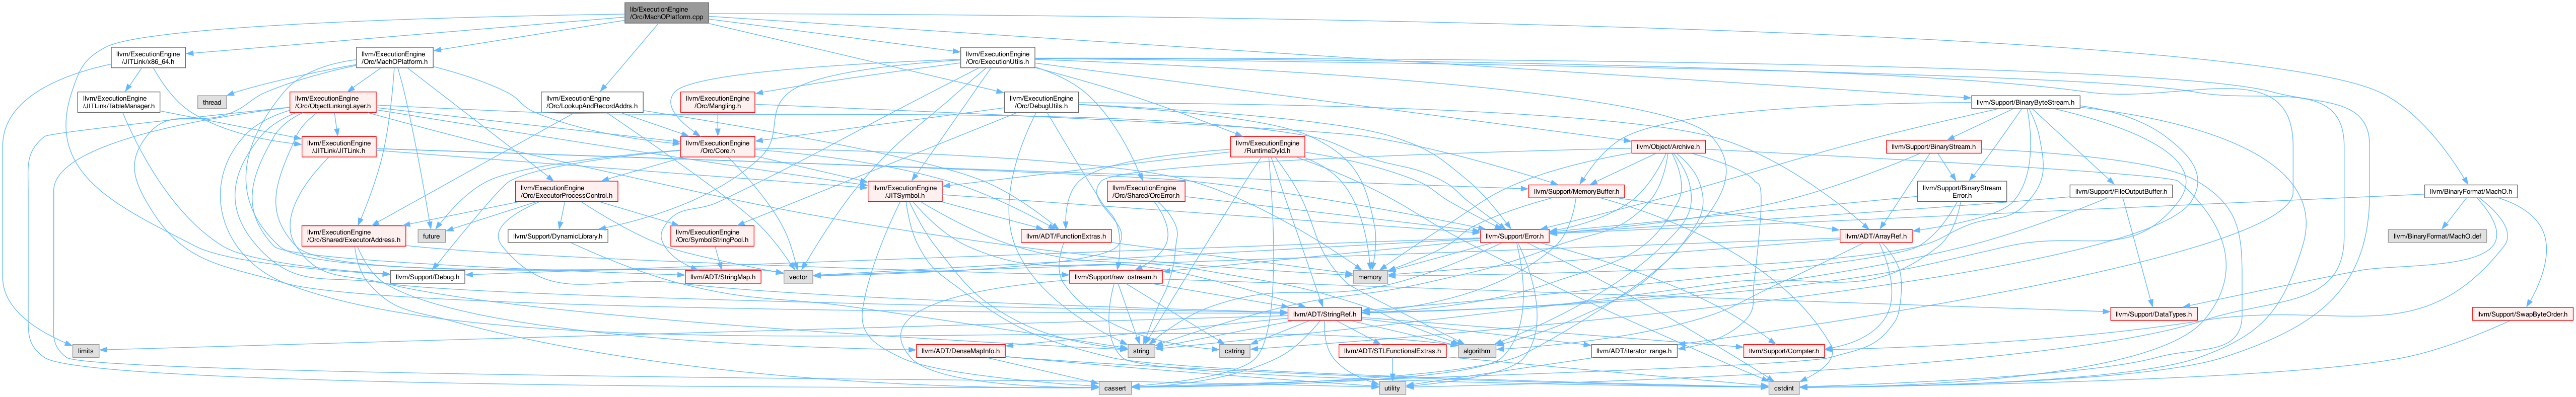 lib/ExecutionEngine
/Orc/MachOPlatform.cpp
llvm/ExecutionEngine
/JITLink/x86_64.h
llvm/ExecutionEngine
/Orc/MachOPlatform.h
llvm/ExecutionEngine
/Orc/ExecutionUtils.h
llvm/ExecutionEngine
/JITLink/TableManager.h
thread
llvm/ExecutionEngine
/Orc/ObjectLinkingLayer.h
llvm/ExecutionEngine
/Orc/LookupAndRecordAddrs.h
llvm/ExecutionEngine
/Orc/Mangling.h
llvm/ExecutionEngine
/Orc/DebugUtils.h
llvm/Support/BinaryByteStream.h
llvm/ExecutionEngine
/JITLink/JITLink.h
llvm/ExecutionEngine
/Orc/Core.h
llvm/ExecutionEngine
/RuntimeDyld.h
llvm/Object/Archive.h
llvm/Support/BinaryStream.h
llvm/ExecutionEngine
/Orc/ExecutorProcessControl.h
llvm/ExecutionEngine
/JITSymbol.h
llvm/ExecutionEngine
/Orc/Shared/OrcError.h
llvm/Support/MemoryBuffer.h
llvm/Support/BinaryStream
Error.h
llvm/Support/FileOutputBuffer.h
llvm/BinaryFormat/MachO.h
llvm/ExecutionEngine
/Orc/Shared/ExecutorAddress.h
future
llvm/Support/DynamicLibrary.h
llvm/ExecutionEngine
/Orc/SymbolStringPool.h
llvm/ADT/FunctionExtras.h
llvm/Support/Error.h
llvm/ADT/ArrayRef.h
llvm/BinaryFormat/MachO.def
llvm/Support/Debug.h
llvm/ADT/StringMap.h
vector
llvm/Support/raw_ostream.h
memory
llvm/ADT/StringRef.h
llvm/Support/DataTypes.h
llvm/Support/SwapByteOrder.h
limits
llvm/ADT/DenseMapInfo.h
string
cstring
llvm/ADT/STLFunctionalExtras.h
algorithm
llvm/ADT/iterator_range.h
llvm/Support/Compiler.h
cassert
utility
cstdint